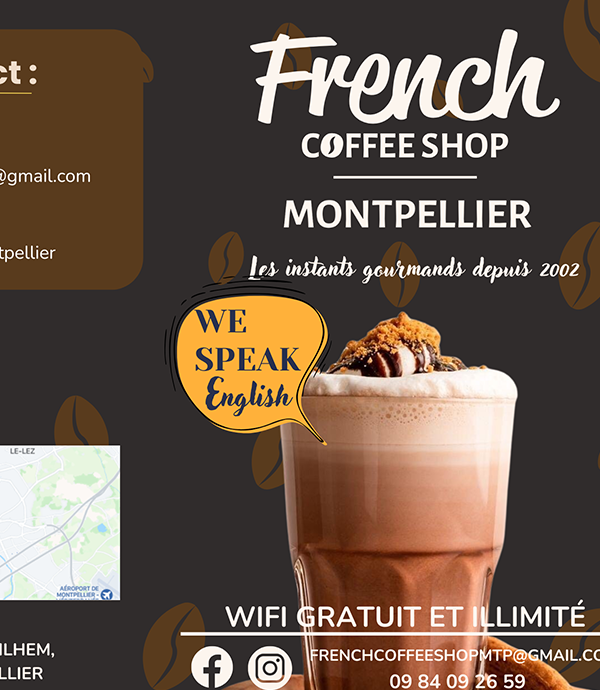 ct :
@gmail.com
tpellier
LE-LEZ
AÉROPORT DE
MONTPELLIER -
ILHEM,
LLIER
French
COFFEE SHOP
MONTPELLIER
Les instants gourmands depuis 2002
WE
SPEAK
English
WIFI GRATUIT ET ILLIMITÉ
FRENCHCOFFEESHOPMTP@GMAIL.CO
09 84 09 26 59